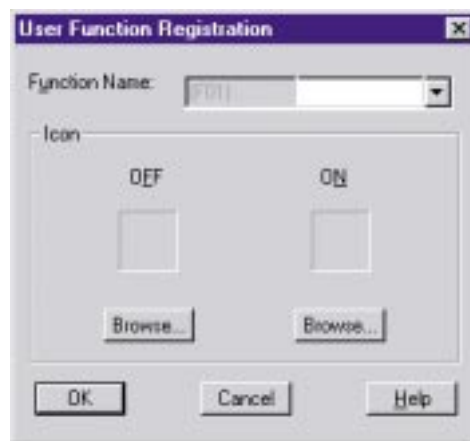 User Function Registration
Function Name:
Icon
OFF ON
Browse... Browse...
OK Cancel Help